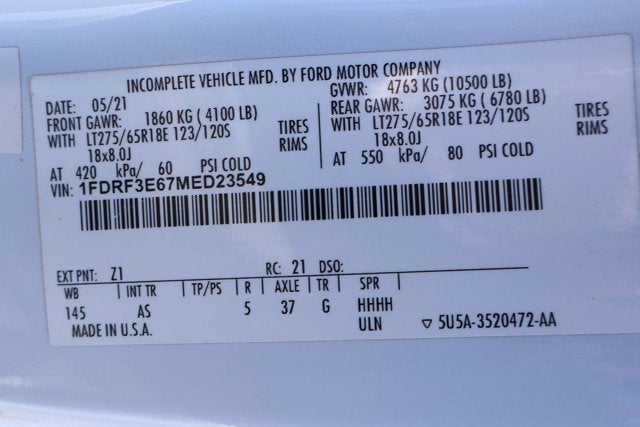 INCOMPLETE VEHICLE MFD. BY FORD MOTOR COMPANY
DATE: 05/21 GVWR: 4763 KG (10500 LB)
FRONT GAWR: 1860 KG ( 4100 LB) REAR GAWR: 3075 KG ( 6780 LB)
WITH LT275/65R18E 123/120S TIRES WITH LT275/65R18E 123/120S TIRES
18x8.0J RIMS 18x8.0J RIMS
AT 420 kPa/ 60 PSI COLD AT 550 kPa/ 80 PSI COLD
VIN: 1FDRF3E67MED23549
EXT PNT: Z1 RC: 21 DSO:
WB INT TR TP/PS R AXLE TR SPR
145 AS 5 37 G HHHH
MADE IN U.S.A. ULN ▽ 5U5A-3520472-AA